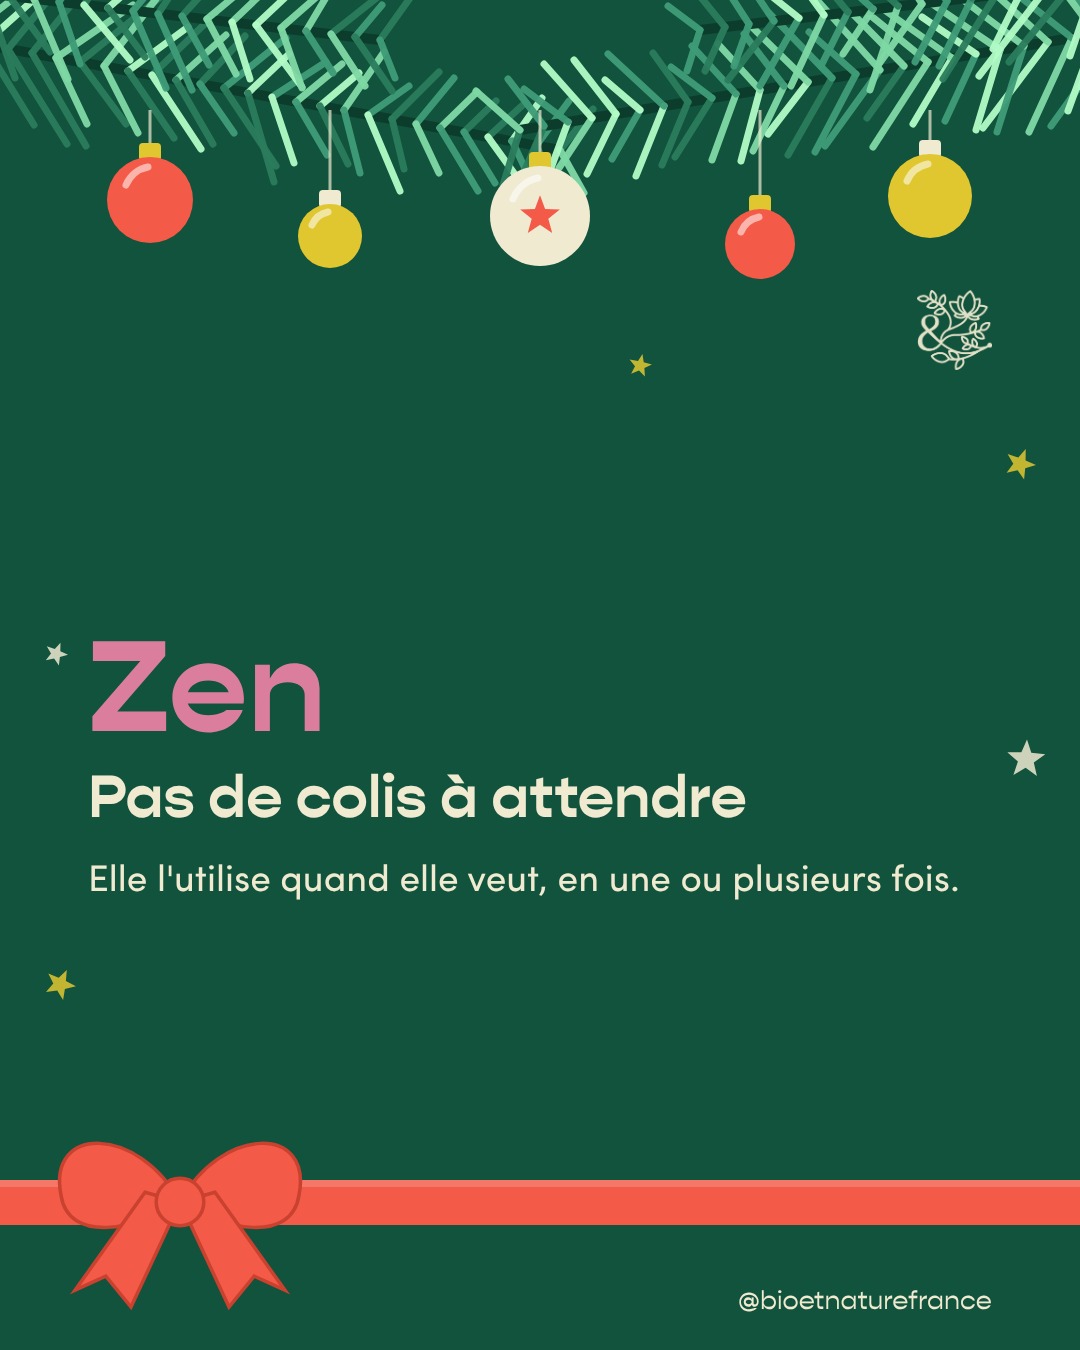 &
Zen
Pas de colis à attendre
Elle l'utilise quand elle veut, en une ou plusieurs fois.
@bioetnaturefrance